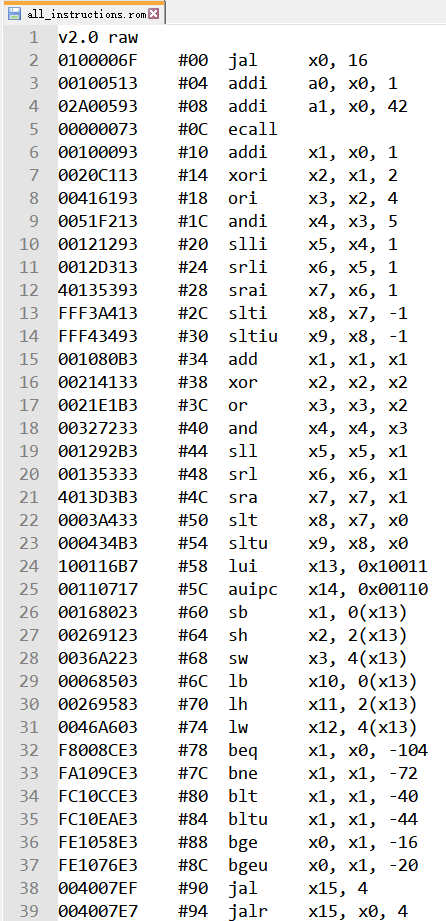 all_instructions.rom
1 v2.0 raw
2 0100006F #00 jal x0, 16
3 00100513 #04 addi a0, x0, 1
4 02A00593 #08 addi a1, x0, 42
5 00000073 #0C ecall
6 00100093 #10 addi x1, x0, 1
7 0020C113 #14 xori x2, x1, 2
8 00416193 #18 ori x3, x2, 4
9 0051F213 #1C andi x4, x3, 5
10 00121293 #20 slli x5, x4, 1
11 0012D313 #24 srli x6, x5, 1
12 40135393 #28 srai x7, x6, 1
13 FFF3A413 #2C slti x8, x7, -1
14 FFF43493 #30 sltiu x9, x8, -1
15 001080B3 #34 add x1, x1, x1
16 00214133 #38 xor x2, x2, x2
17 0021E1B3 #3C or x3, x3, x2
18 00327233 #40 and x4, x4, x3
19 001292B3 #44 sll x5, x5, x1
20 00135333 #48 srl x6, x6, x1
21 4013D3B3 #4C sra x7, x7, x1
22 0003A433 #50 slt x8, x7, x0
23 000434B3 #54 sltu x9, x8, x0
24 100116B7 #58 lui x13, 0x10011
25 00110717 #5C auipc x14, 0x00110
26 00168023 #60 sb x1, 0(x13)
27 00269123 #64 sh x2, 2(x13)
28 0036A223 #68 sw x3, 4(x13)
29 00068503 #6C lb x10, 0(x13)
30 00269583 #70 lh x11, 2(x13)
31 0046A603 #74 lw x12, 4(x13)
32 F8008CE3 #78 beq x1, x0, -104
33 FA109CE3 #7C bne x1, x1, -72
34 FC10CCE3 #80 blt x1, x1, -40
35 FC10EAE3 #84 bltu x1, x1, -44
36 FE1058E3 #88 bge x0, x1, -16
37 FE1076E3 #8C bgeu x0, x1, -20
38 004007EF #90 jal x15, 4
39 004007E7 #94 jalr x15, x0, 4